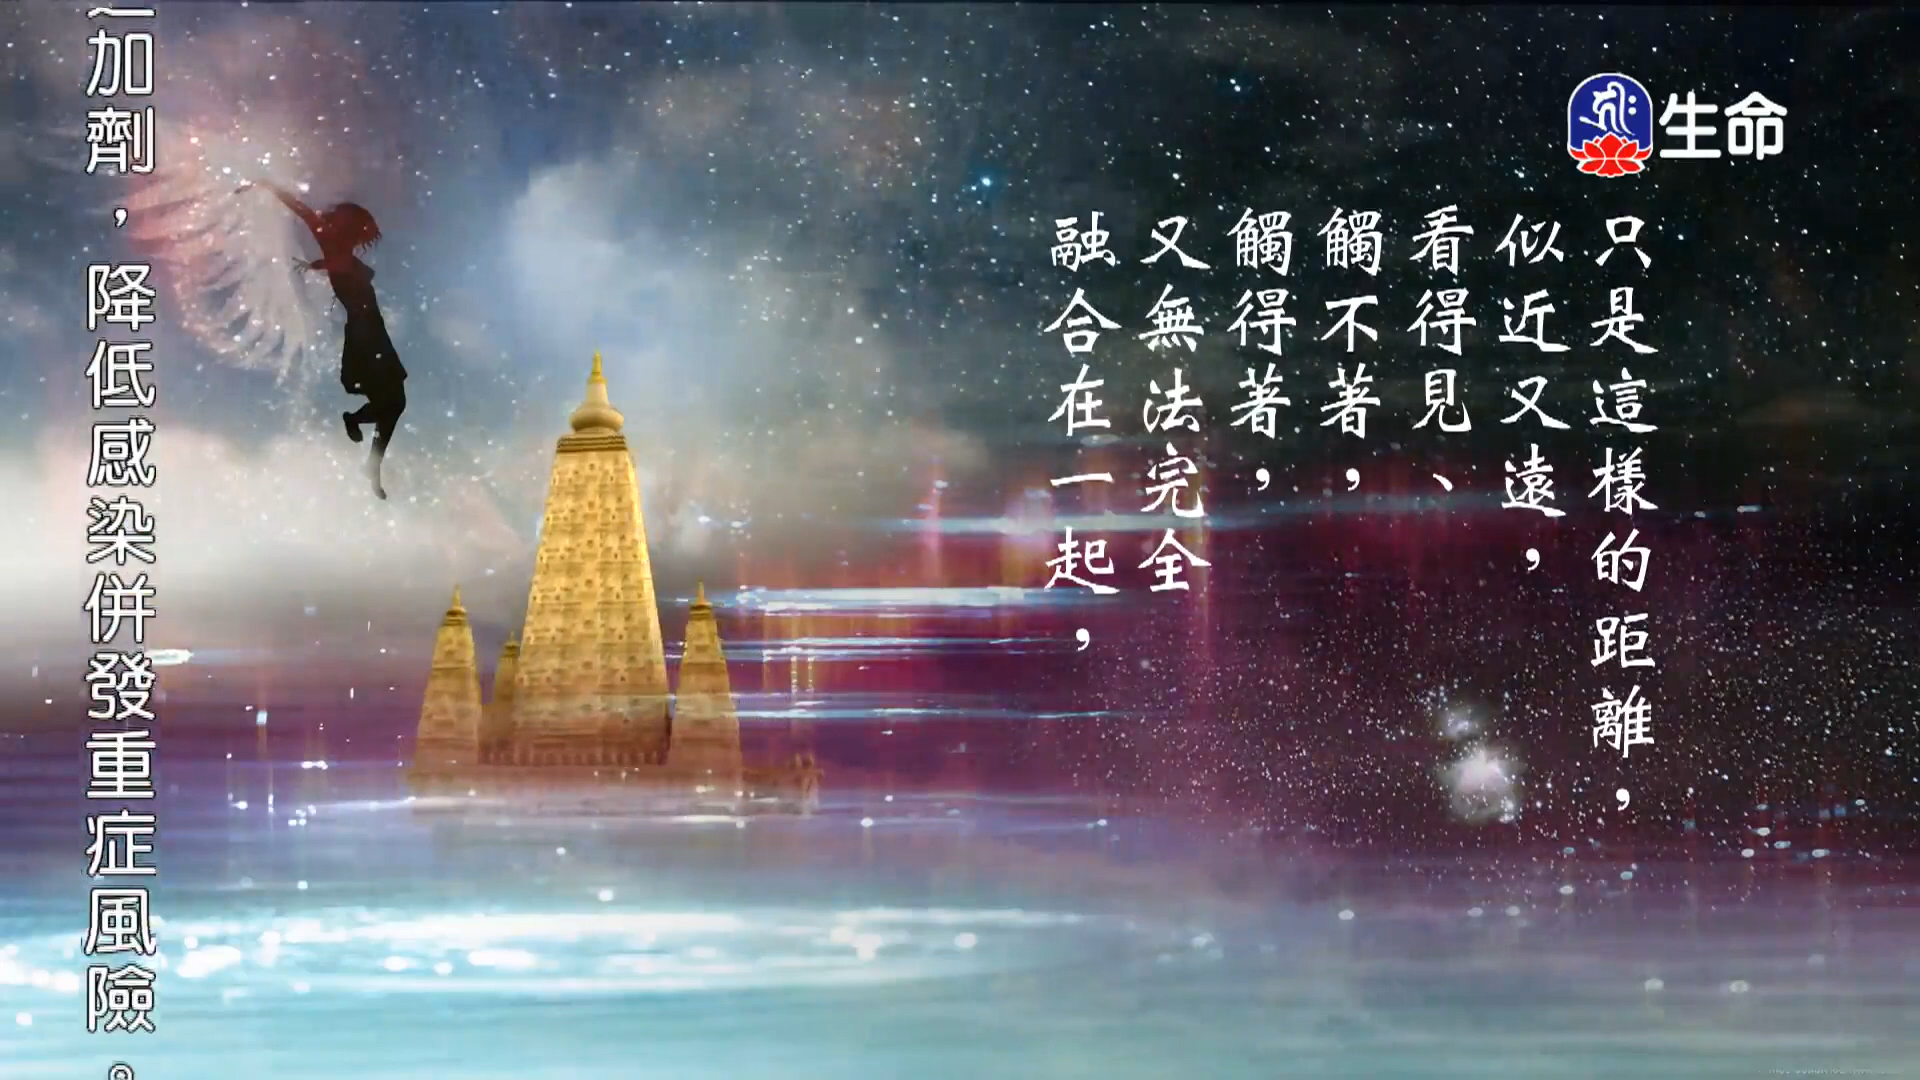 生命
只是這樣的距離，
似近又遠，
看得見、
觸不著，
觸得著，
又無法完全
融合在一起，
加劑，降低感染併發重症風險。